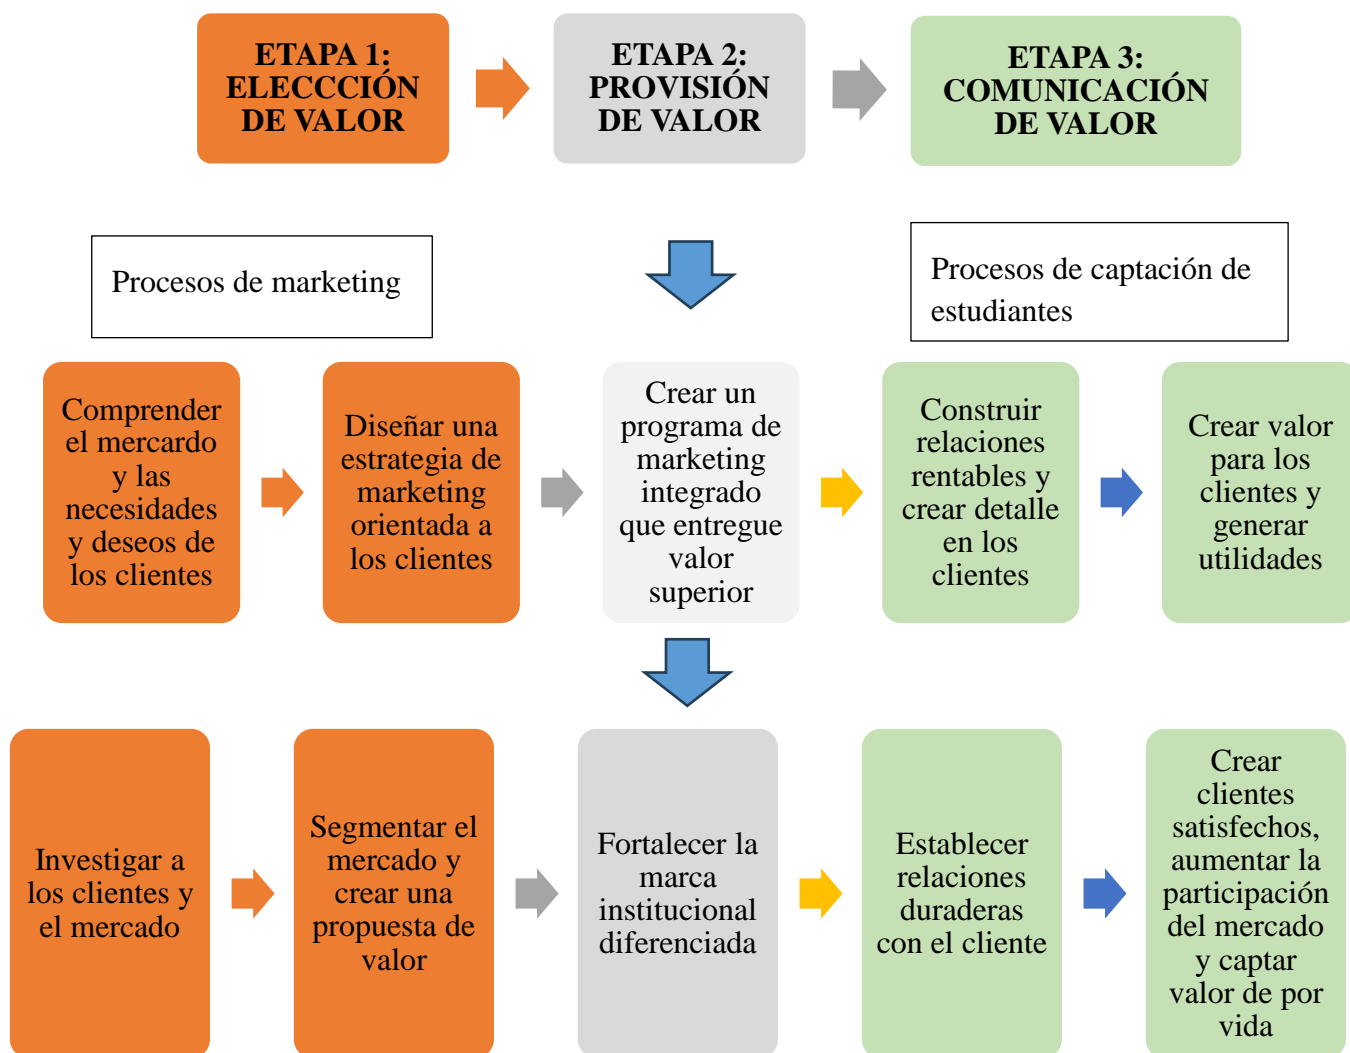 ETAPA 1:
ELECCCIÓN
DE VALOR
ETAPA 2:
PROVISIÓN
DE VALOR
ETAPA 3:
COMUNICACIÓN
DE VALOR
Procesos de marketing
Procesos de captación de
estudiantes
Comprender
el mercardo
y las
necesidades
y deseos de
los clientes
Diseñar una
estrategia de
marketing
orientada a
los clientes
Crear un
programa de
marketing
integrado
que entregue
valor
superior
Construir
relaciones
rentables y
crear detalle
en los
clientes
Crear valor
para los
clientes y
generar
utilidades
Investigar a
los clientes y
el mercado
Segmentar el
mercado y
crear una
propuesta de
valor
Fortalecer la
marca
institucional
diferenciada
Establecer
relaciones
duraderas
con el cliente
Crear
clientes
satisfechos,
aumentar la
participación
del mercado
y captar
valor de por
vida